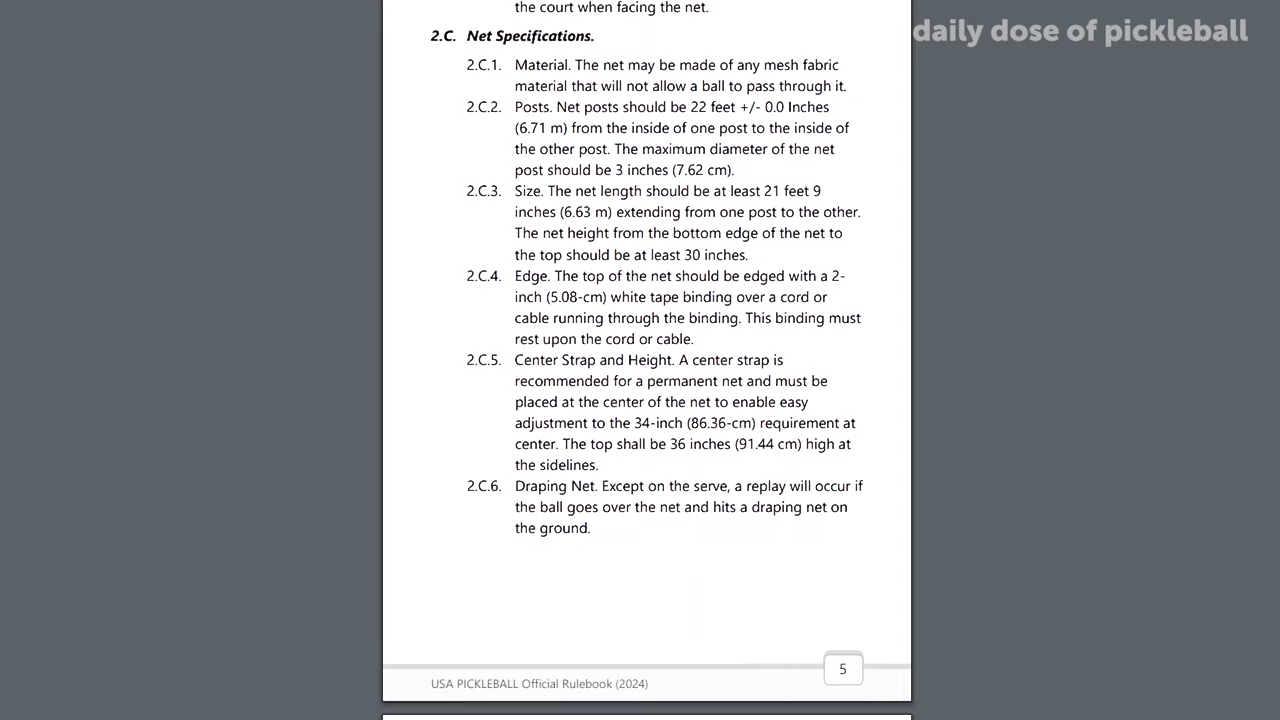 the court when facing the net.
daily dose of pickleball
2.C. Net Specifications.
2.C.1. Material. The net may be made of any mesh fabric
material that will not allow a ball to pass through it.
2.C.2. Posts. Net posts should be 22 feet +/- 0.0 Inches
(6.71 m) from the inside of one post to the inside of
the other post. The maximum diameter of the net
post should be 3 inches (7.62 cm).
2.C.3. Size. The net length should be at least 21 feet 9
inches (6.63 m) extending from one post to the other.
The net height from the bottom edge of the net to
the top should be at least 30 inches.
2.C.4. Edge. The top of the net should be edged with a 2-
inch (5.08-cm) white tape binding over a cord or
cable running through the binding. This binding must
rest upon the cord or cable.
2.C.5. Center Strap and Height. A center strap is
recommended for a permanent net and must be
placed at the center of the net to enable easy
adjustment to the 34-inch (86.36-cm) requirement at
center. The top shall be 36 inches (91.44 cm) high at
the sidelines.
2.C.6. Draping Net. Except on the serve, a replay will occur if
the ball goes over the net and hits a draping net on
the ground.
5
USA PICKLEBALL Official Rulebook (2024)